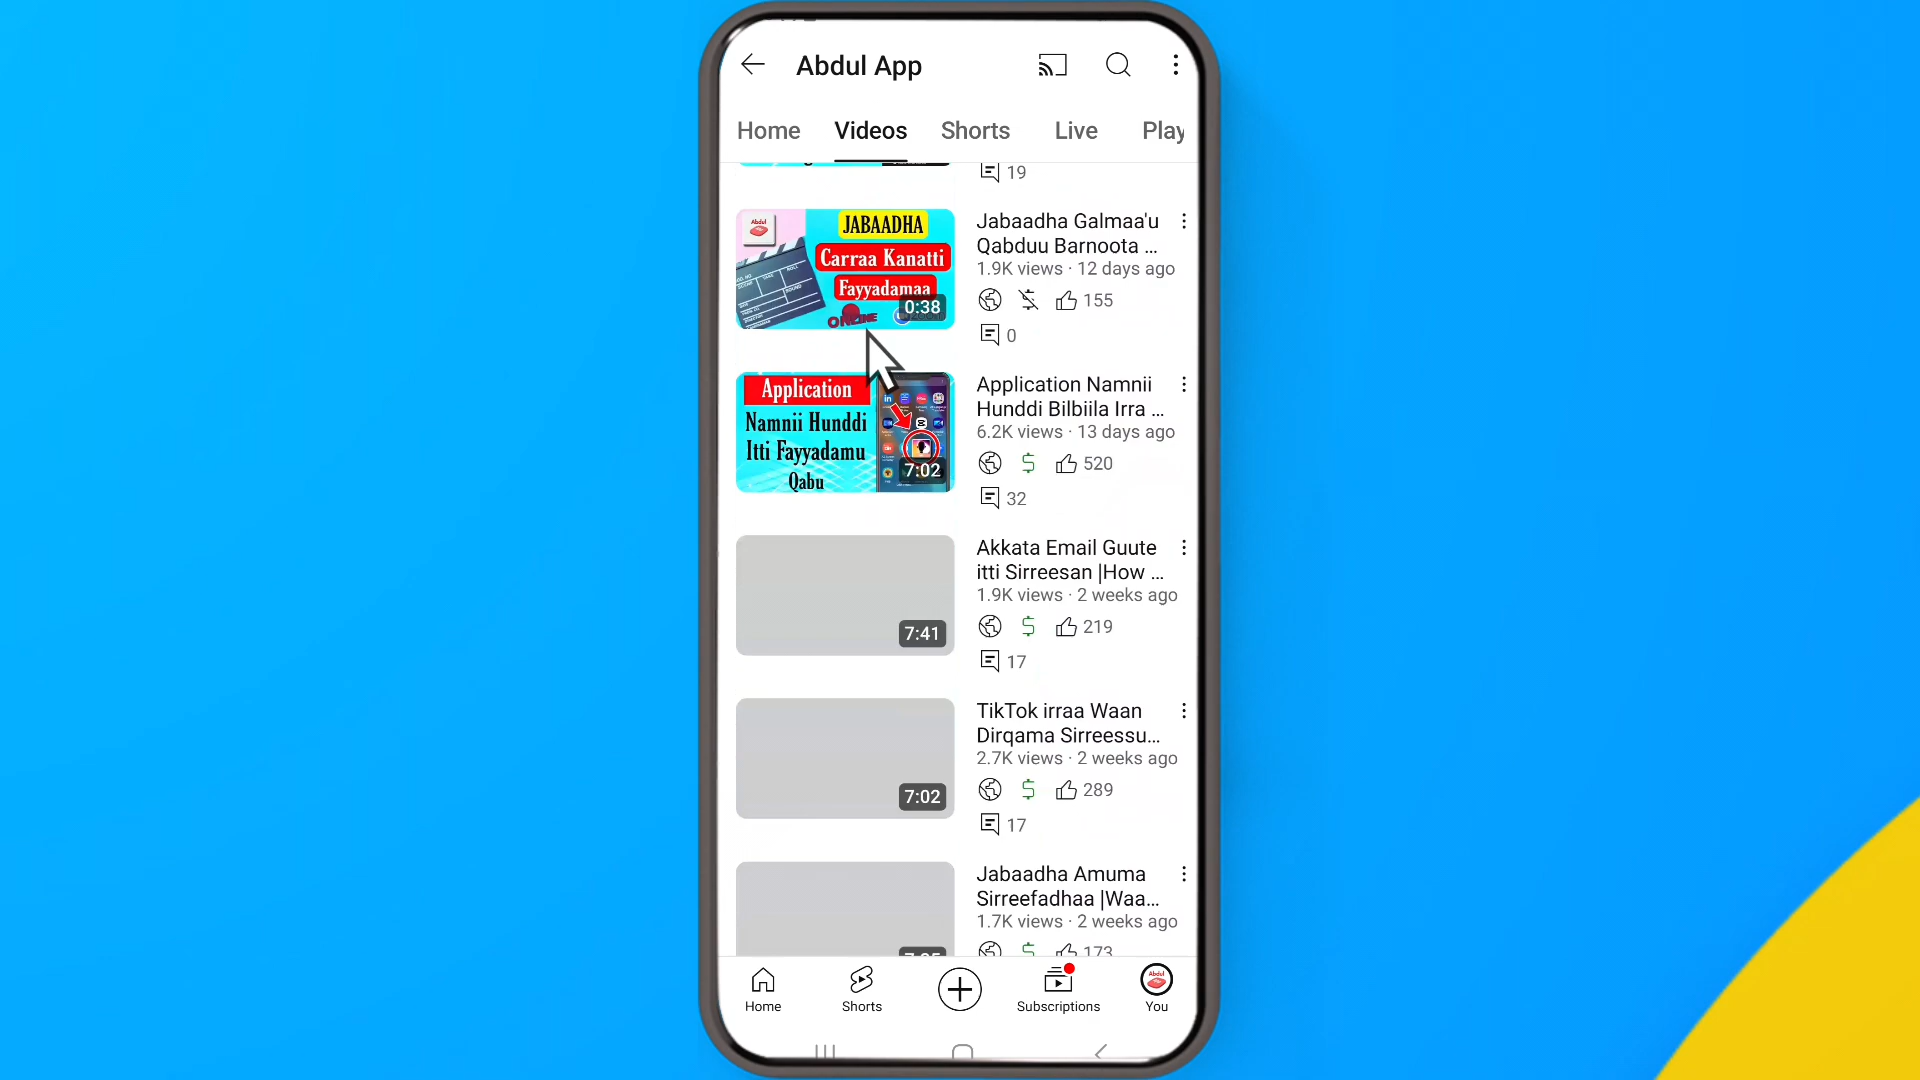 Abdul App
Home Videos Shorts Live Play
19
Abdul
JABAADHA
Carraa Kanatti
Fayyadamaa
ONLINE
0:38
Jabaadha Galmaa'u
Qabduu Barnoota ...
1.9K views · 12 days ago
155
0
Application
Namnii Hunddi
Itti Fayyadamu
Qabu
7:02
Application Namnii
Hunddi Bilbiila Irra ...
6.2K views · 13 days ago
520
32
7:41
Akkata Email Guute
itti Sirreesan |How ...
1.9K views · 2 weeks ago
219
17
7:02
TikTok irraa Waan
Dirqama Sirreessu...
2.7K views · 2 weeks ago
289
17
Jabaadha Amuma
Sirreefadhaa |Waa...
1.7K views · 2 weeks ago
173
Home
Shorts
Subscriptions
Abdul
You